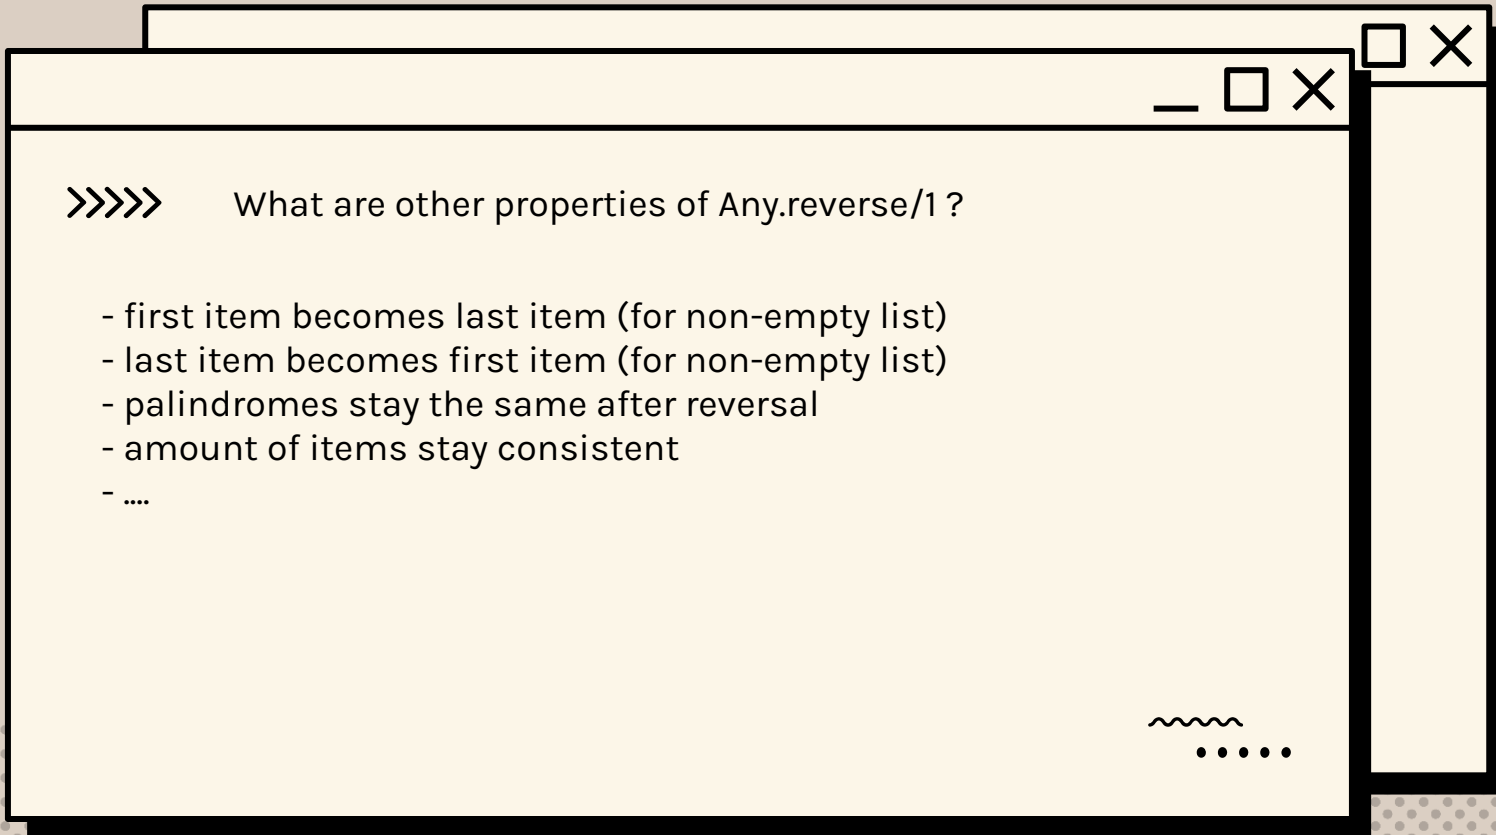 What are other properties of Any.reverse/1 ?
- first item becomes last item (for non-empty list)
- last item becomes first item (for non-empty list)
- palindromes stay the same after reversal
- amount of items stay consistent
- ....